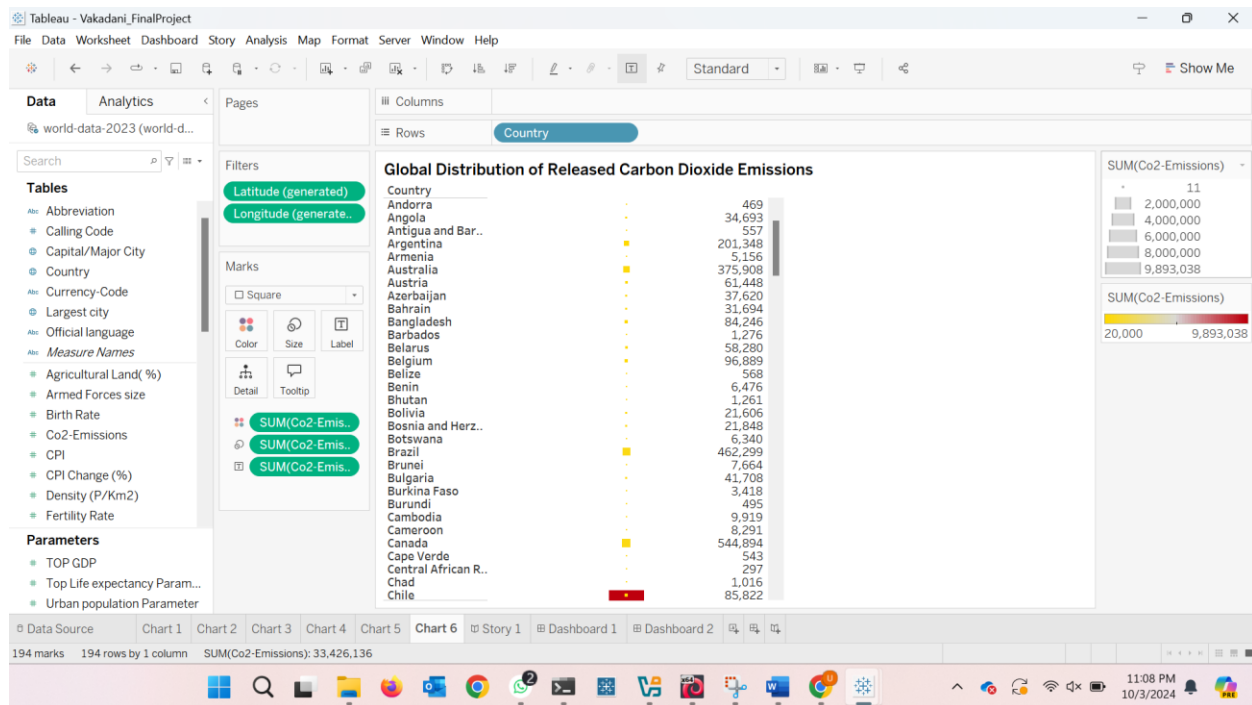 Tableau - Vakadani_FinalProject
File Data Worksheet Dashboard Story Analysis Map Format Server Window Help
Standard
Show Me
Data Analytics
world-data-2023 (world-d...
Search
Tables
Abc Abbreviation
# Calling Code
Capital/Major City
# Country
Abc Currency-Code
Largest city
Abc Official language
Abc Measure Names
# Agricultural Land( %)
# Armed Forces size
# Birth Rate
# Co2-Emissions
# CPI
# CPI Change (%)
# Density (P/Km2)
# Fertility Rate
Parameters
# TOP GDP
# Top Life expectancy Param...
# Urban population Parameter
Pages
Filters
Latitude (generated)
Longitude (generate..
Marks
Square
Color Size Label
Detail Tooltip
SUM(Co2-Emis..
SUM(Co2-Emis..
SUM(Co2-Emis..
Columns
Rows Country
Global Distribution of Released Carbon Dioxide Emissions
Country
Andorra 469
Angola 34,693
Antigua and Bar.. 557
Argentina 201,348
Armenia 5,156
Australia 375,908
Austria 61,448
Azerbaijan 37,620
Bahrain 31,694
Bangladesh 84,246
Barbados 1,276
Belarus 58,280
Belgium 96,889
Belize 568
Benin 6,476
Bhutan 1,261
Bolivia 21,606
Bosnia and Herz.. 21,848
Botswana 6,340
Brazil 462,299
Brunei 7,664
Bulgaria 41,708
Burkina Faso 3,418
Burundi 495
Cambodia 9,919
Cameroon 8,291
Canada 544,894
Cape Verde 543
Central African R.. 297
Chad 1,016
Chile 85,822
SUM(Co2-Emissions)
11
2,000,000
4,000,000
6,000,000
8,000,000
9,893,038
SUM(Co2-Emissions)
20,000 9,893,038
Data Source Chart 1 Chart 2 Chart 3 Chart 4 Chart 5 Chart 6 Story 1 Dashboard 1 Dashboard 2
194 marks 194 rows by 1 column SUM(Co2-Emissions): 33,426,136
2
11:08 PM
10/3/2024
PRE